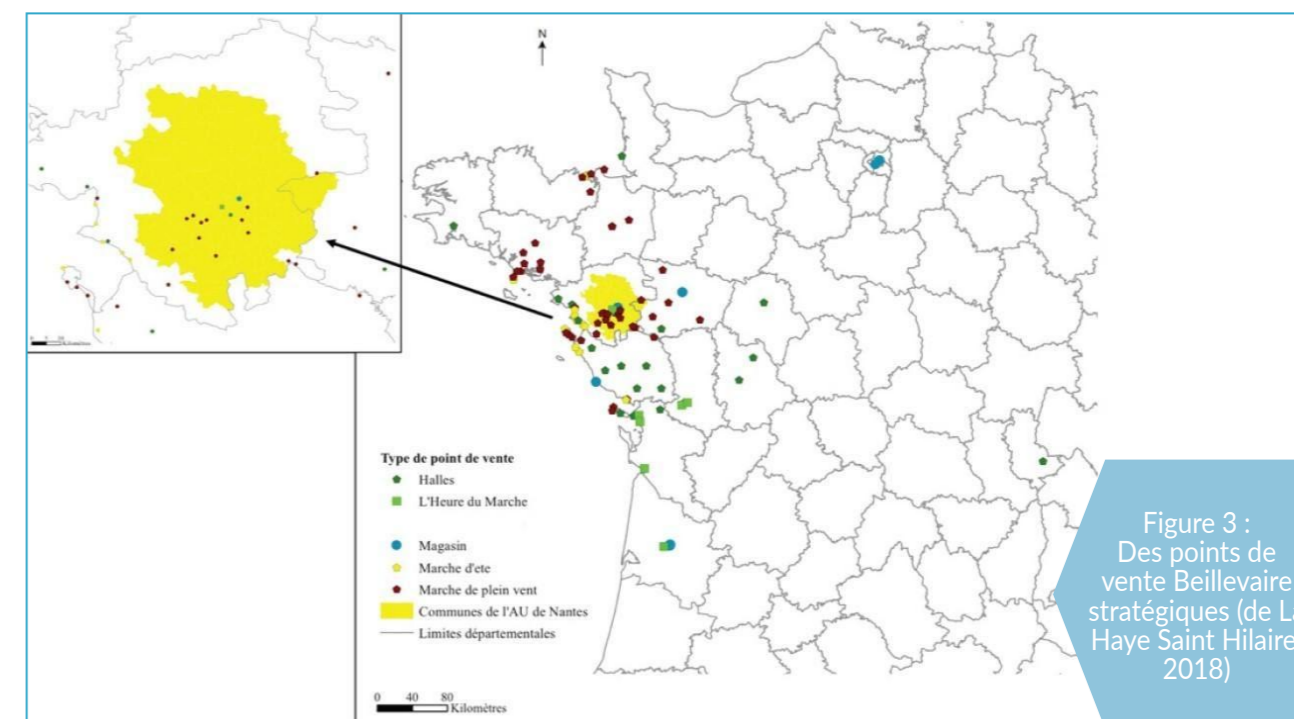 N
Type de point de vente
Halles
L'Heure du Marche
Magasin
Marche d'ete
Marche de plein vent
Communes de l'AU de Nantes
Limites départementales
0 40 80
Kilomètres
Figure 3 :
Des points de
vente Beillevaire
stratégiques (de La
Haye Saint Hilaire
2018)